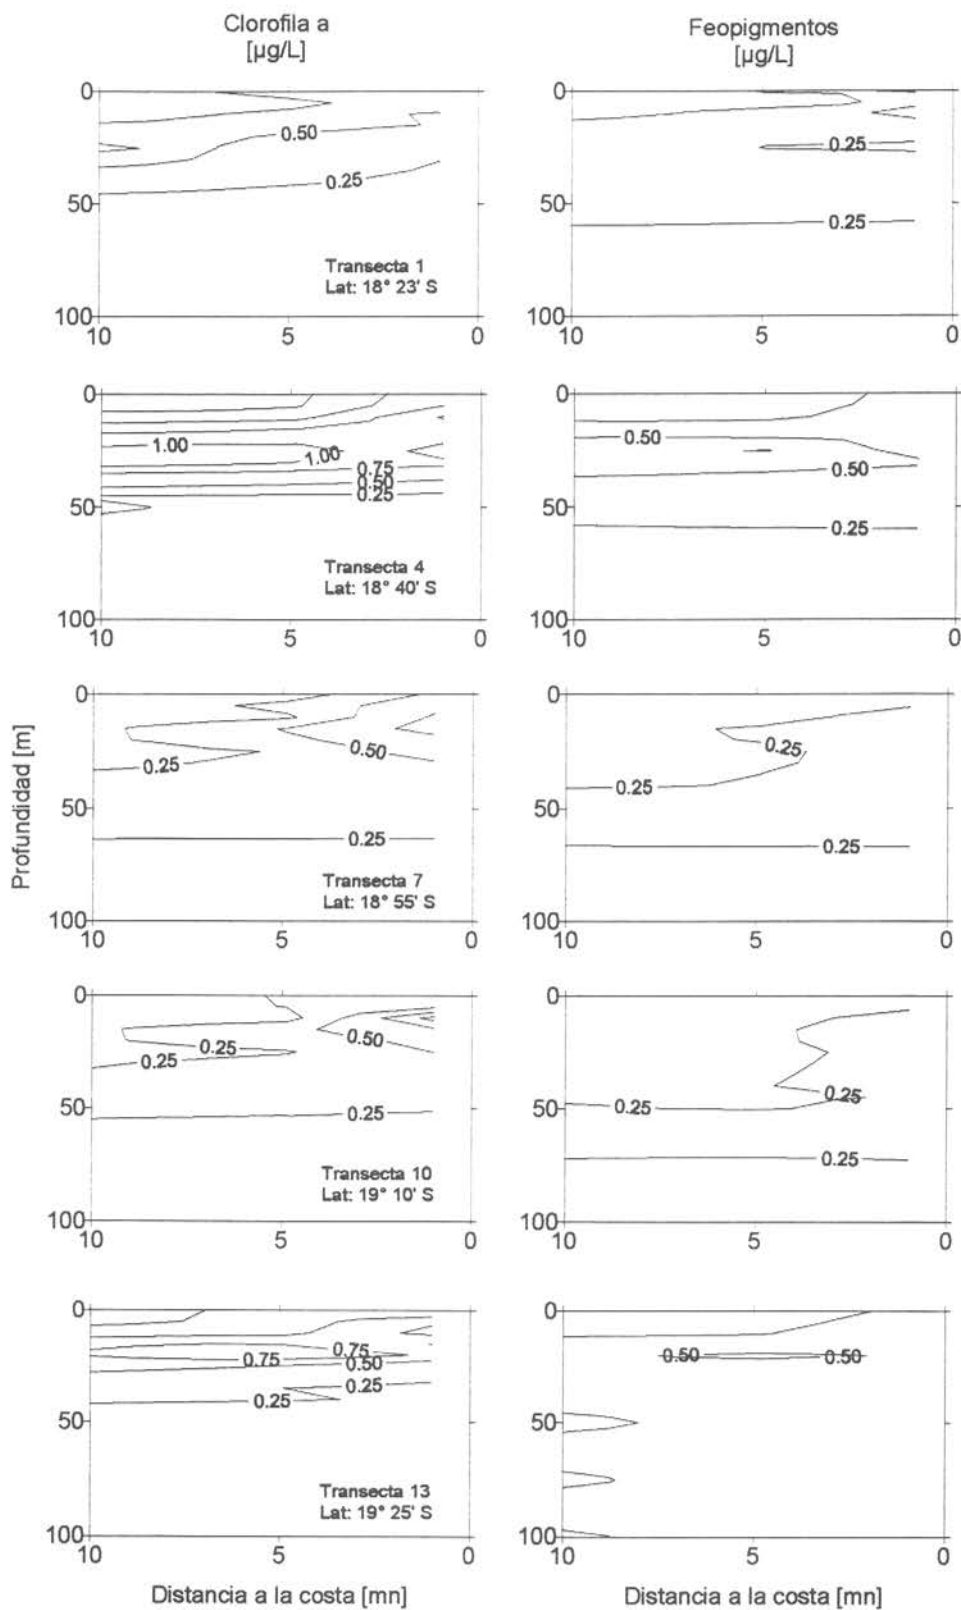 Clorofila a
[µg/L]
Feopigmentos
[µg/L]
0
0.50
0.25
50
Transecta 1
Lat: 18° 23' S
100
10 5 0
0
0.25
50
0.25
100
10 5 0
0
1.00
1.00
0.75
0.50
0.25
50
Transecta 4
Lat: 18° 40' S
100
10 5 0
0
0.50
0.50
50
0.25
100
10 5 0
Profundidad [m]
0
0.50
0.25
50
0.25
Transecta 7
Lat: 18° 55' S
100
10 5 0
0
0.25
0.25
50
0.25
100
10 5 0
0
0.50
0.25
0.25
50
0.25
Transecta 10
Lat: 19° 10' S
100
10 5 0
0
0.25
0.25
50
0.25
100
10 5 0
0
0.75
0.75
0.50
0.25
0.25
50
Transecta 13
Lat: 19° 25' S
100
10 5 0
0
0.50 0.50
50
100
10 5 0
Distancia a la costa [mn]
Distancia a la costa [mn]